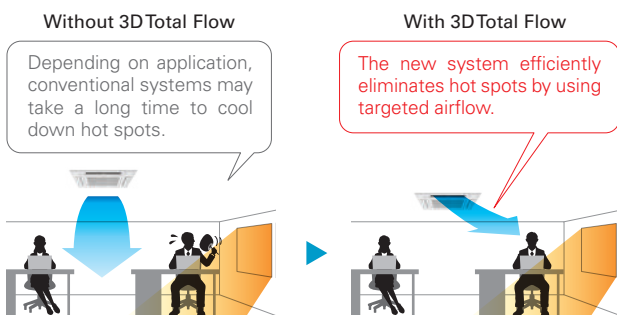 Without 3D Total Flow
Depending on application,
conventional systems may
take a long time to cool
down hot spots.
With 3D Total Flow
The new system efficiently
eliminates hot spots by using
targeted airflow.